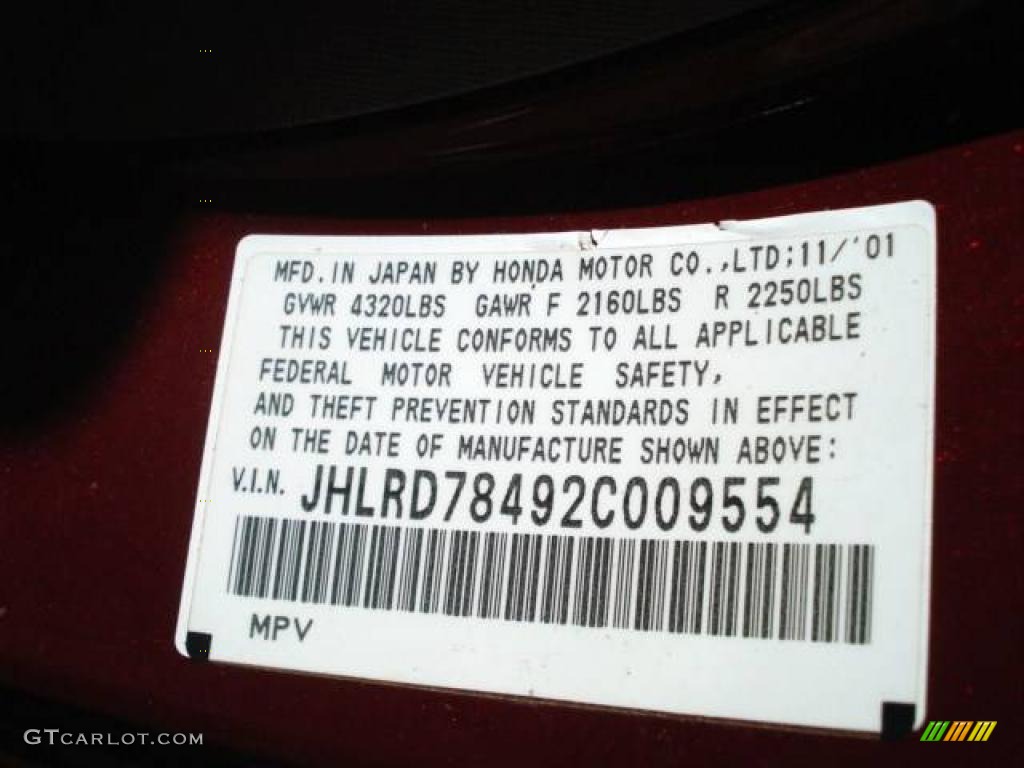 MFD. IN JAPAN BY HONDA MOTOR CO.,LTD;11/'01
GVWR 4320LBS GAWR F 2160LBS R 2250LBS
THIS VEHICLE CONFORMS TO ALL APPLICABLE
FEDERAL MOTOR VEHICLE SAFETY,
AND THEFT PREVENTION STANDARDS IN EFFECT
ON THE DATE OF MANUFACTURE SHOWN ABOVE:
V.I.N. JHLRD78492C009554
MPV
GTCARLOT.COM